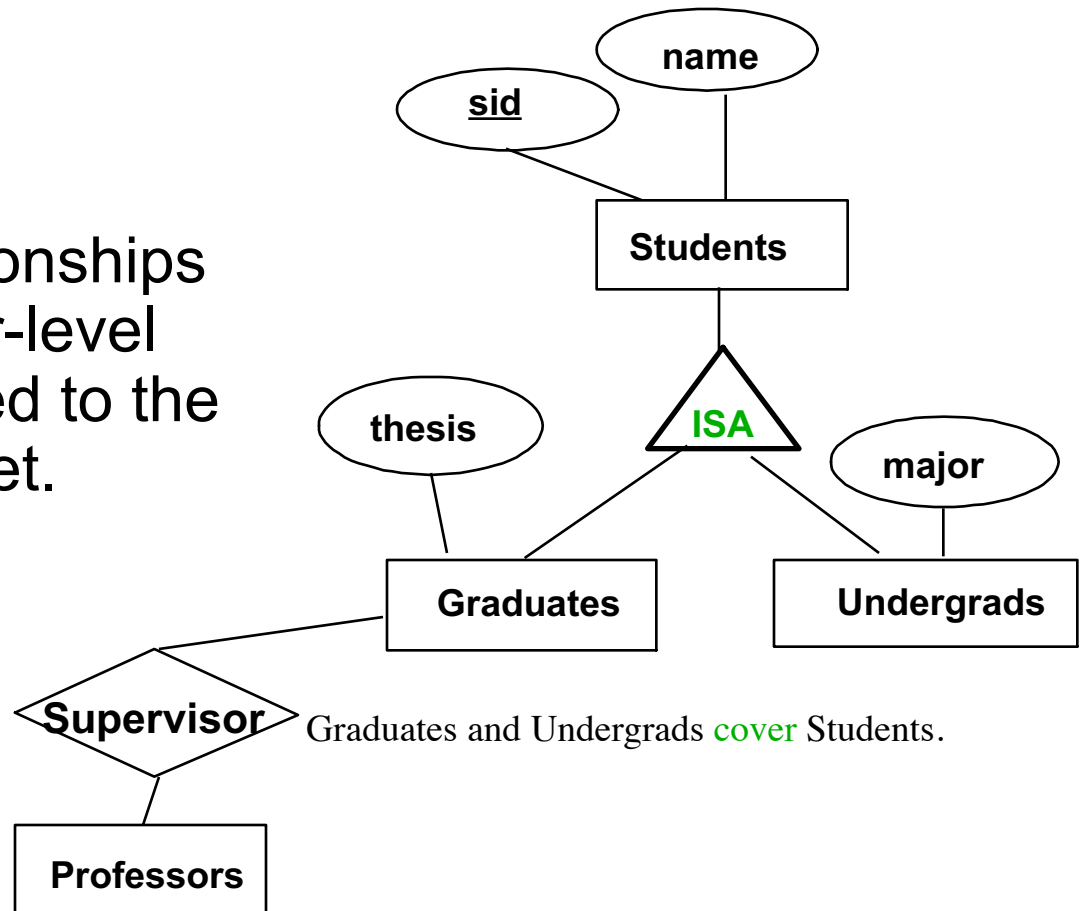 name
sid
Students
onships
r-level
ed to the
et.
ISA
thesis
major
Graduates
Undergrads
Supervisor
Graduates and Undergrads cover Students.
Professors